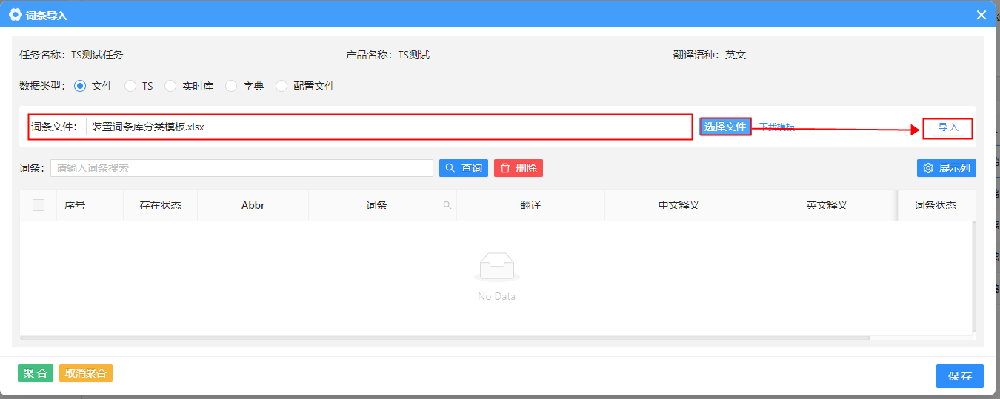 词条导入
任务名称：TS测试任务 产品名称：TS测试 翻译语种：英文
数据类型： 文件 TS 实时库 字典 配置文件
词条文件： 装置词条库分类模板.xlsx 选择文件 下载模板 导入
词条： 请输入词条搜索 查询 删除 展示列
序号 存在状态 Abbr 词条 翻译 中文释义 英文释义 词条状态
No Data
聚合 取消聚合 保存